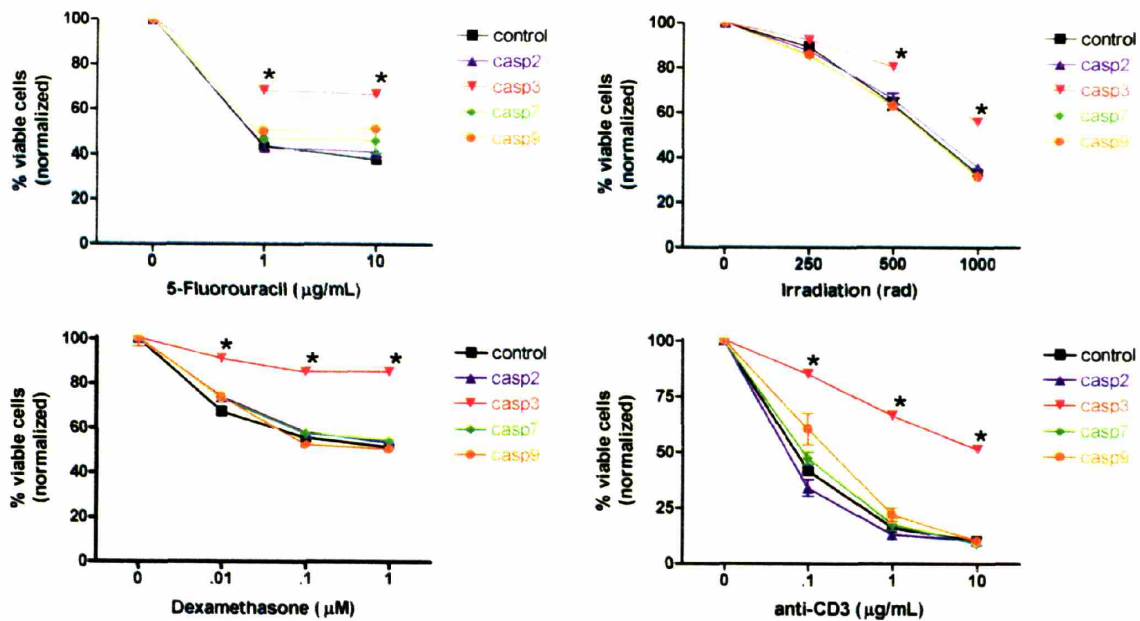 % viable cells
(normalized)
100
80
60
40
20
0
*
*
control
casp2
casp3
casp7
casp9
0
1
10
5-Fluorouracil (μg/mL)
% viable cells
(normalized)
100
80
60
40
20
0
*
*
control
casp2
casp3
casp7
casp9
0
250
500
1000
Irradiation (rad)
% viable cells
(normalized)
100
80
60
40
20
0
*
*
*
control
casp2
casp3
casp7
casp9
0
.01
.1
1
Dexamethasone (μM)
% viable cells
(normalized)
100
75
50
25
0
*
*
*
control
casp2
casp3
casp7
casp9
0
.1
1
10
anti-CD3 (μg/mL)